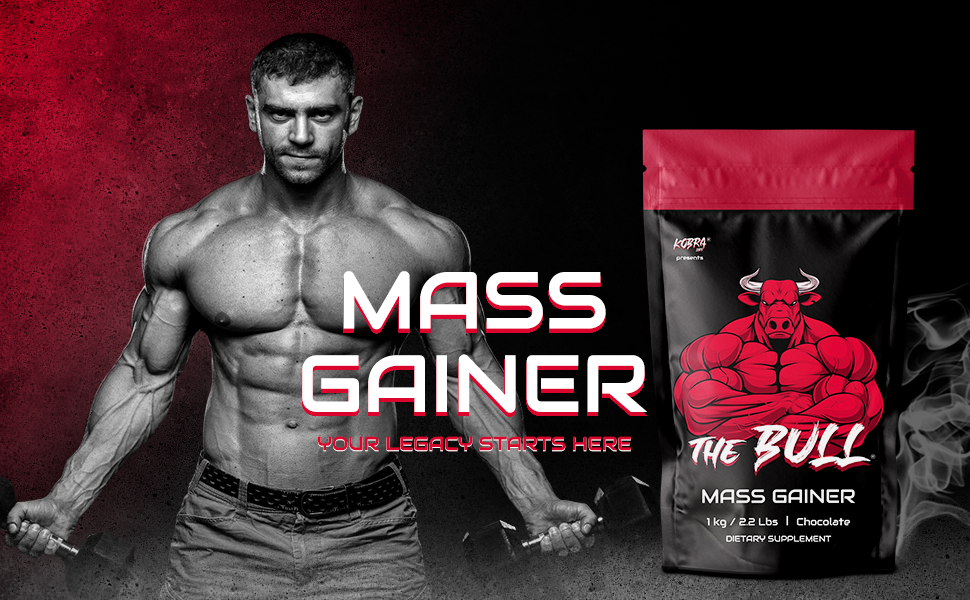 MASS
GAINER
YOUR LEGACY STARTS HERE
KOBRA
presents
THE BULL
MASS GAINER
1 kg / 2.2 Lbs | Chocolate
DIETARY SUPPLEMENT